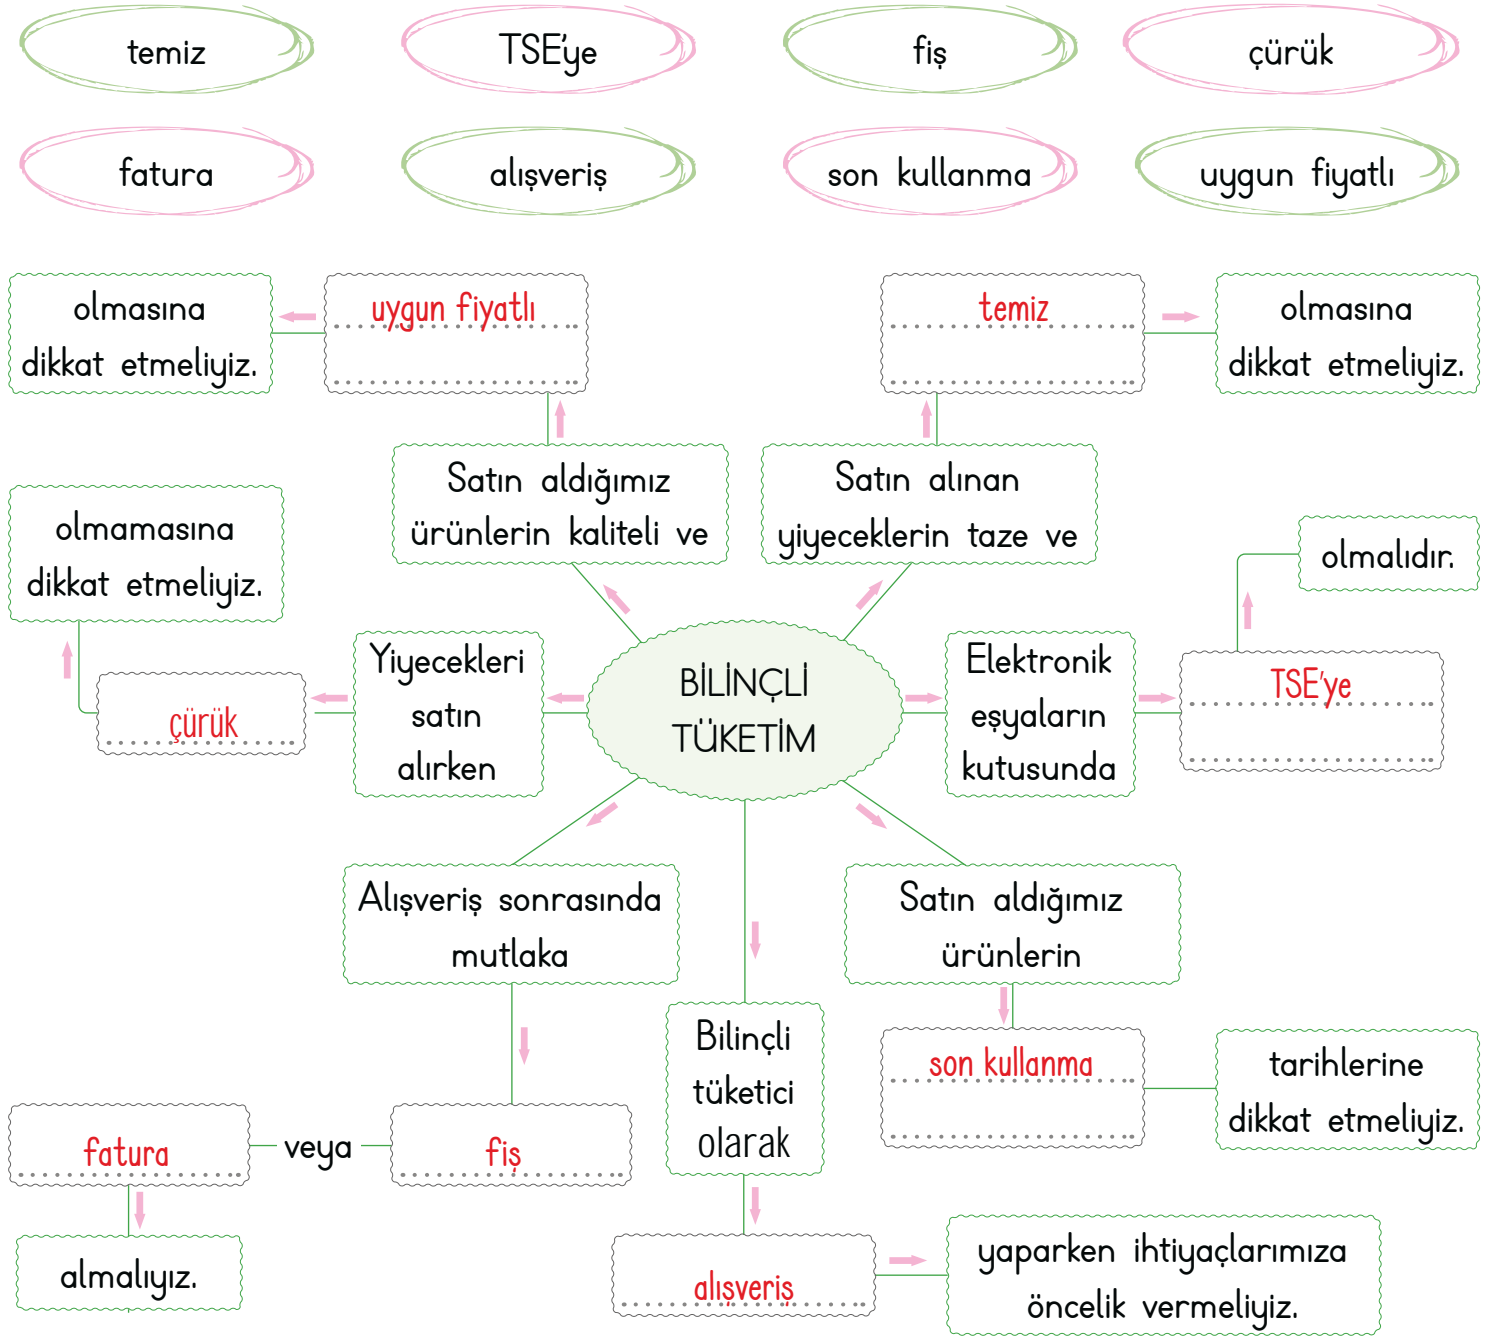 temiz
TSE'ye
fiş
çürük
fatura
alışveriş
son kullanma
uygun fiyatlı
olmasına
dikkat etmeliyiz.
uygun fiyatlı
temiz
olmasına
dikkat etmeliyiz.
Satın aldığımız
ürünlerin kaliteli ve
Satın alınan
yiyeceklerin taze ve
olmamasına
dikkat etmeliyiz.
olmalıdır.
çürük
Yiyecekleri
satın
alırken
BİLİNÇLİ
TÜKETİM
Elektronik
eşyaların
kutusunda
TSE'ye
Alışveriş sonrasında
mutlaka
Satın aldığımız
ürünlerin
Bilinçli
tüketici
olarak
son kullanma
tarihlerine
dikkat etmeliyiz.
fatura
veya
fiş
almalıyız.
alışveriş
yaparken ihtiyaçlarımıza
öncelik vermeliyiz.